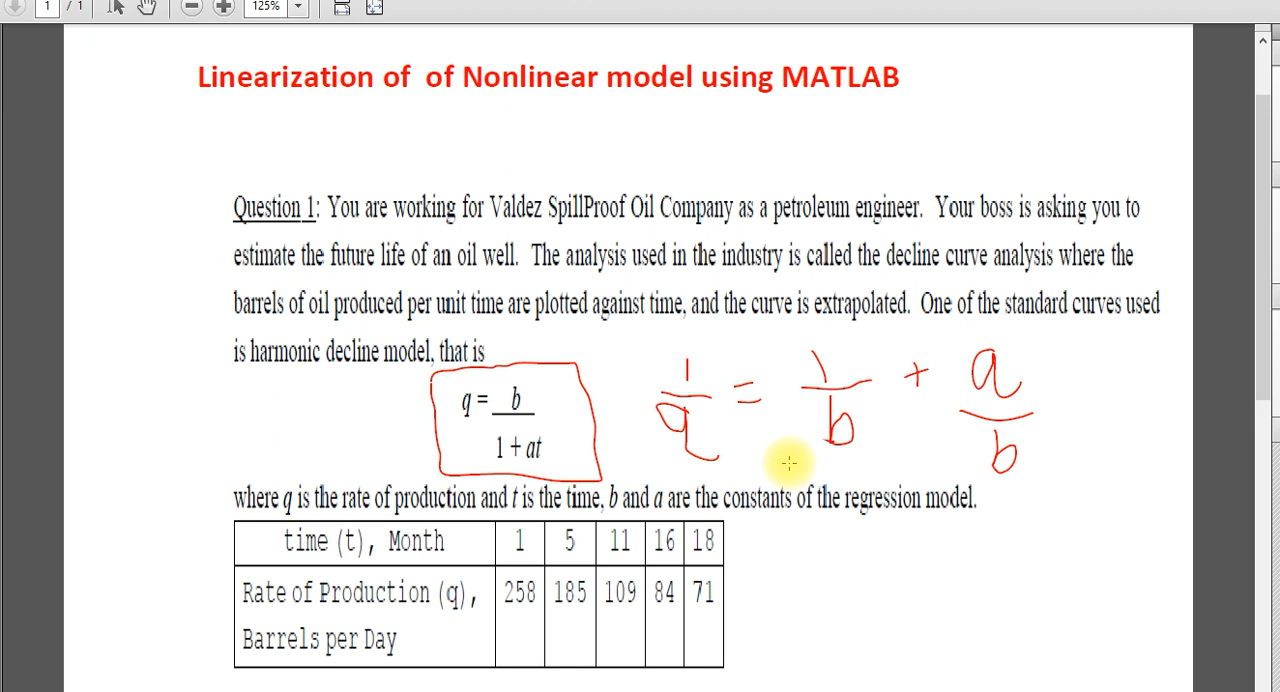 1 / 1 125%
Linearization of of Nonlinear model using MATLAB
Question 1: You are working for Valdez SpillProof Oil Company as a petroleum engineer. Your boss is asking you to
estimate the future life of an oil well. The analysis used in the industry is called the decline curve analysis where the
barrels of oil produced per unit time are plotted against time, and the curve is extrapolated. One of the standard curves used
is harmonic decline model, that is
q = b / 1 + at
1/q = 1/b + a/b
where q is the rate of production and t is the time, b and a are the constants of the regression model.
time (t), Month 1 5 11 16 18
Rate of Production (q), 258 185 109 84 71
Barrels per Day